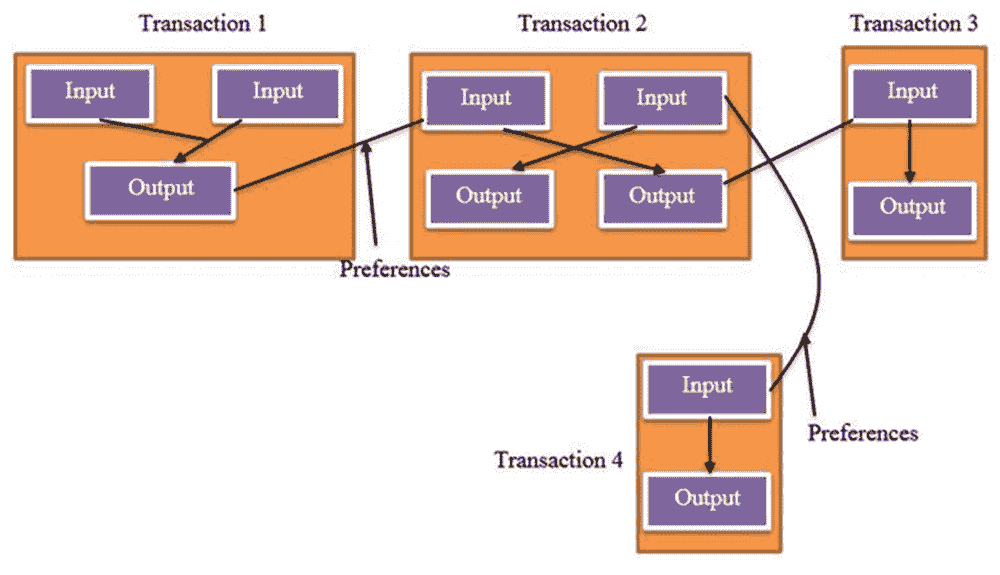 Transaction 1
Transaction 2
Transaction 3
Input
Input
Input
Input
Input
Output
Output
Output
Output
Preferences
Input
Preferences
Transaction 4
Output